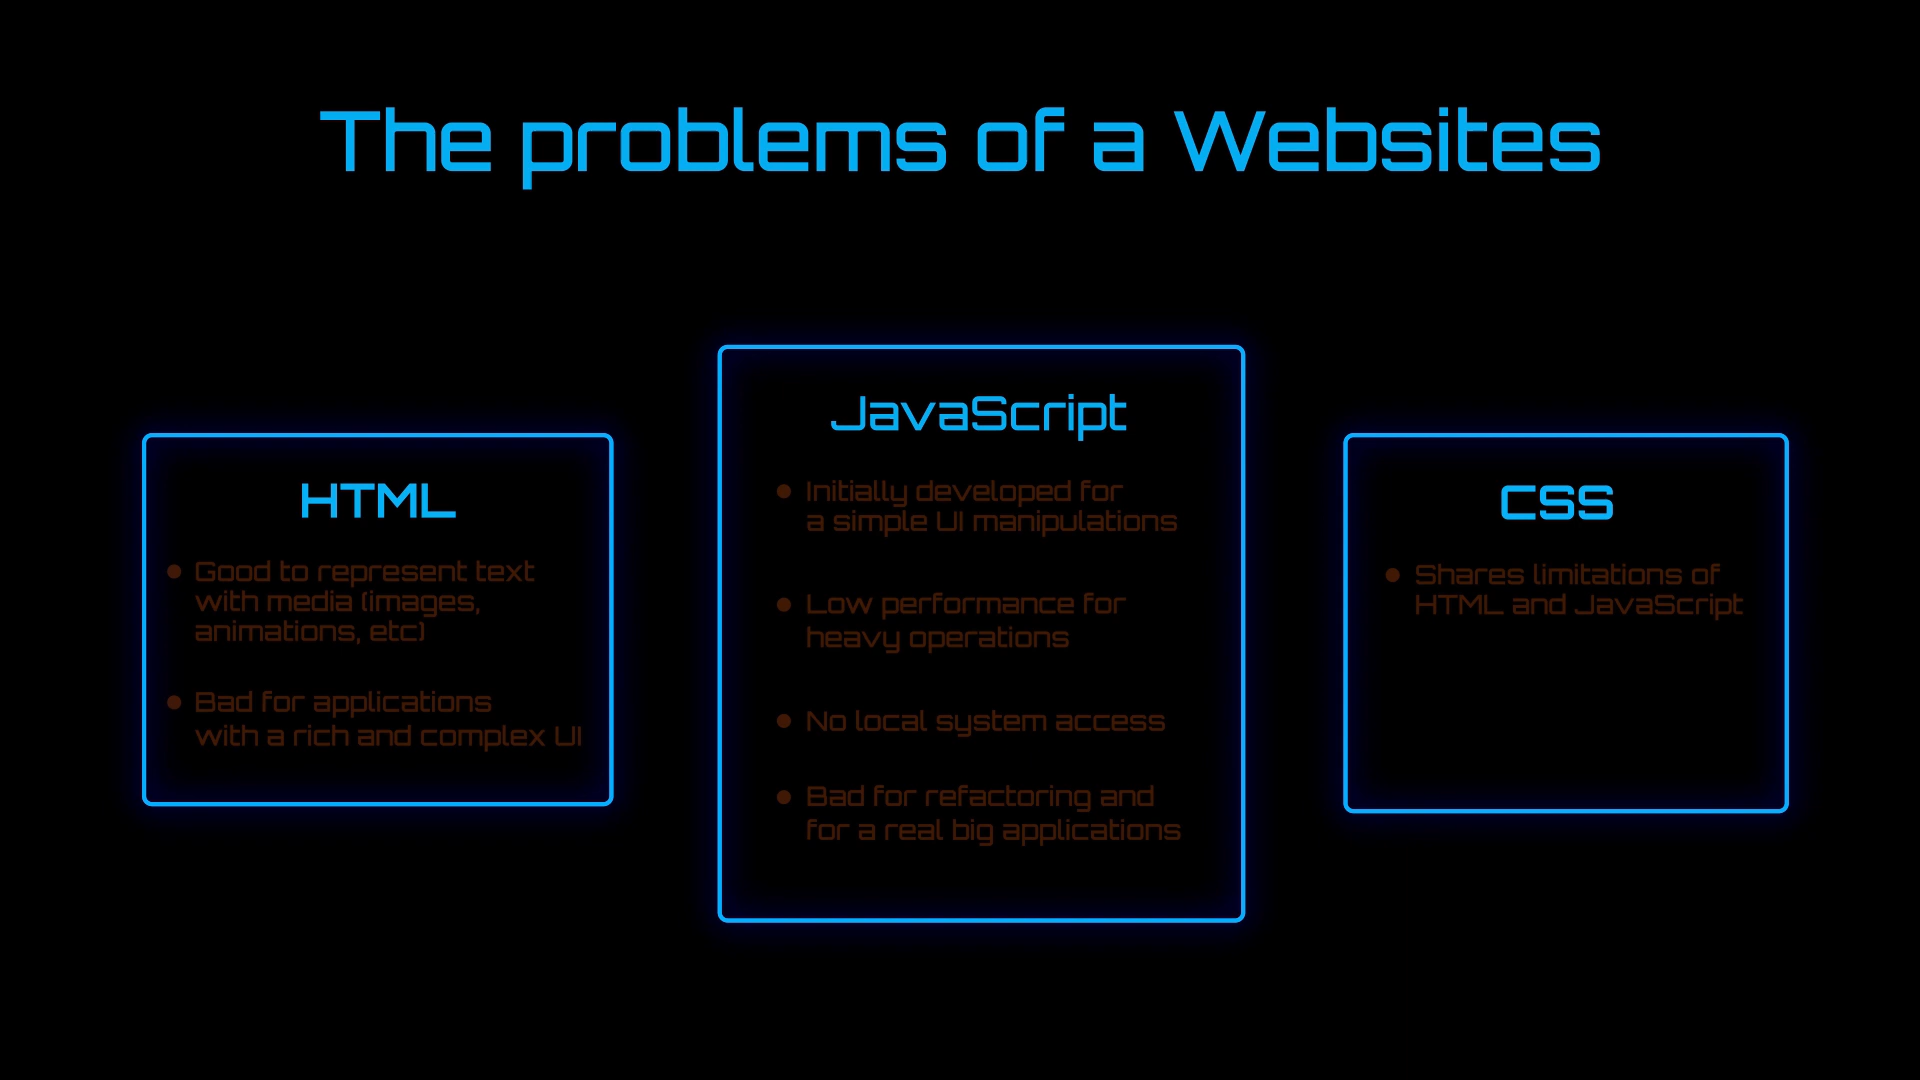 The problems of a Websites
HTML
Good to represent text
with media (images,
animations, etc)
Bad for applications
with a rich and complex UI
JavaScript
Initially developed for
a simple UI manipulations
Low performance for
heavy operations
No local system access
Bad for refactoring and
for a real big applications
CSS
Shares limitations of
HTML and JavaScript